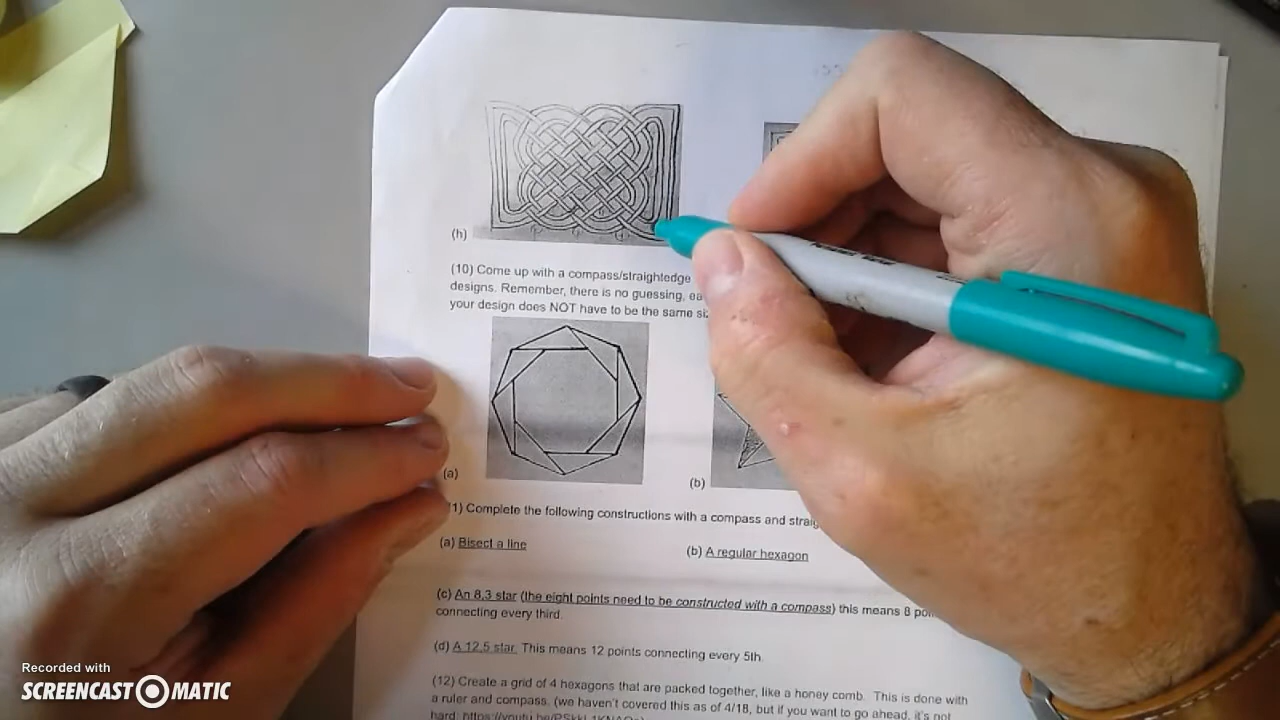 (h)
(10) Come up with a compass/straightedge
designs. Remember, there is no guessing, ea
your design does NOT have to be the same si
(a)
(b)
1) Complete the following constructions with a compass and straig
(a) Bisect a line
(b) A regular hexagon
(c) An 8,3 star (the eight points need to be constructed with a compass) this means 8 poi
connecting every third.
(d) A 12,5 star. This means 12 points connecting every 5th.
(12) Create a grid of 4 hexagons that are packed together, like a honey comb. This is done with
a ruler and compass. (we haven't covered this as of 4/18, but if you want to go ahead, it's not
Recorded with
SCREENCAST MATIC